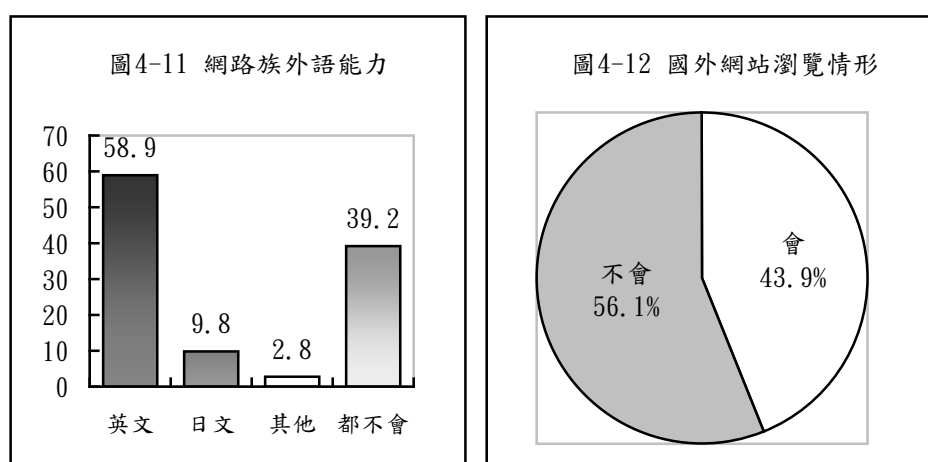 圖4-11 網路族外語能力
70
60
50
40
30
20
10
0
58.9
9.8
2.8
39.2
英文
日文
其他
都不會
圖4-12 國外網站瀏覽情形
會
43.9%
不會
56.1%